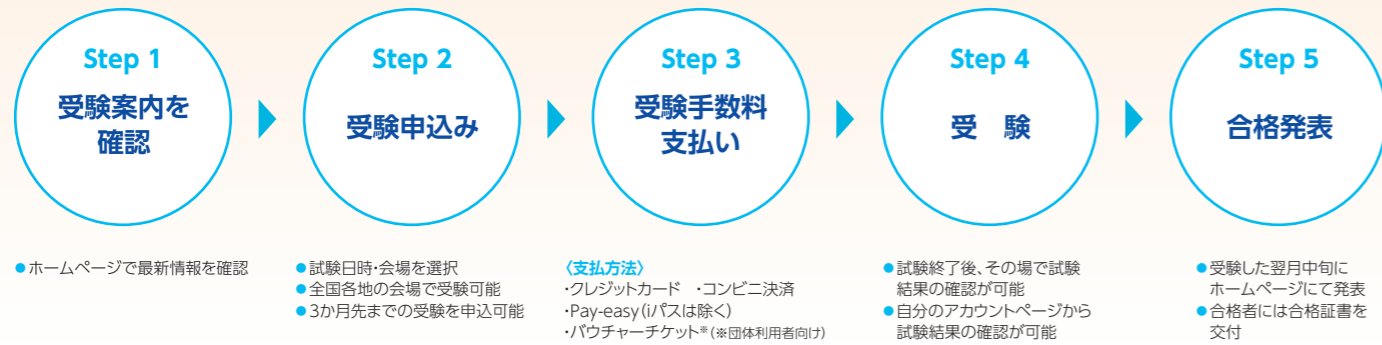 Step 1
受験案内を
確認
●ホームページで最新情報を確認
Step 2
受験申込み
●試験日時・会場を選択
●全国各地の会場で受験可能
●3か月先までの受験を申込可能
Step 3
受験手数料
支払い
〈支払方法〉
・クレジットカード ・コンビニ決済
・Pay-easy(iパスは除く)
・バウチャーチケット※(※団体利用者向け)
Step 4
受 験
●試験終了後、その場で試験
結果の確認が可能
●自分のアカウントページから
試験結果の確認が可能
Step 5
合格発表
●受験した翌月中旬に
ホームページにて発表
●合格者には合格証書を
交付